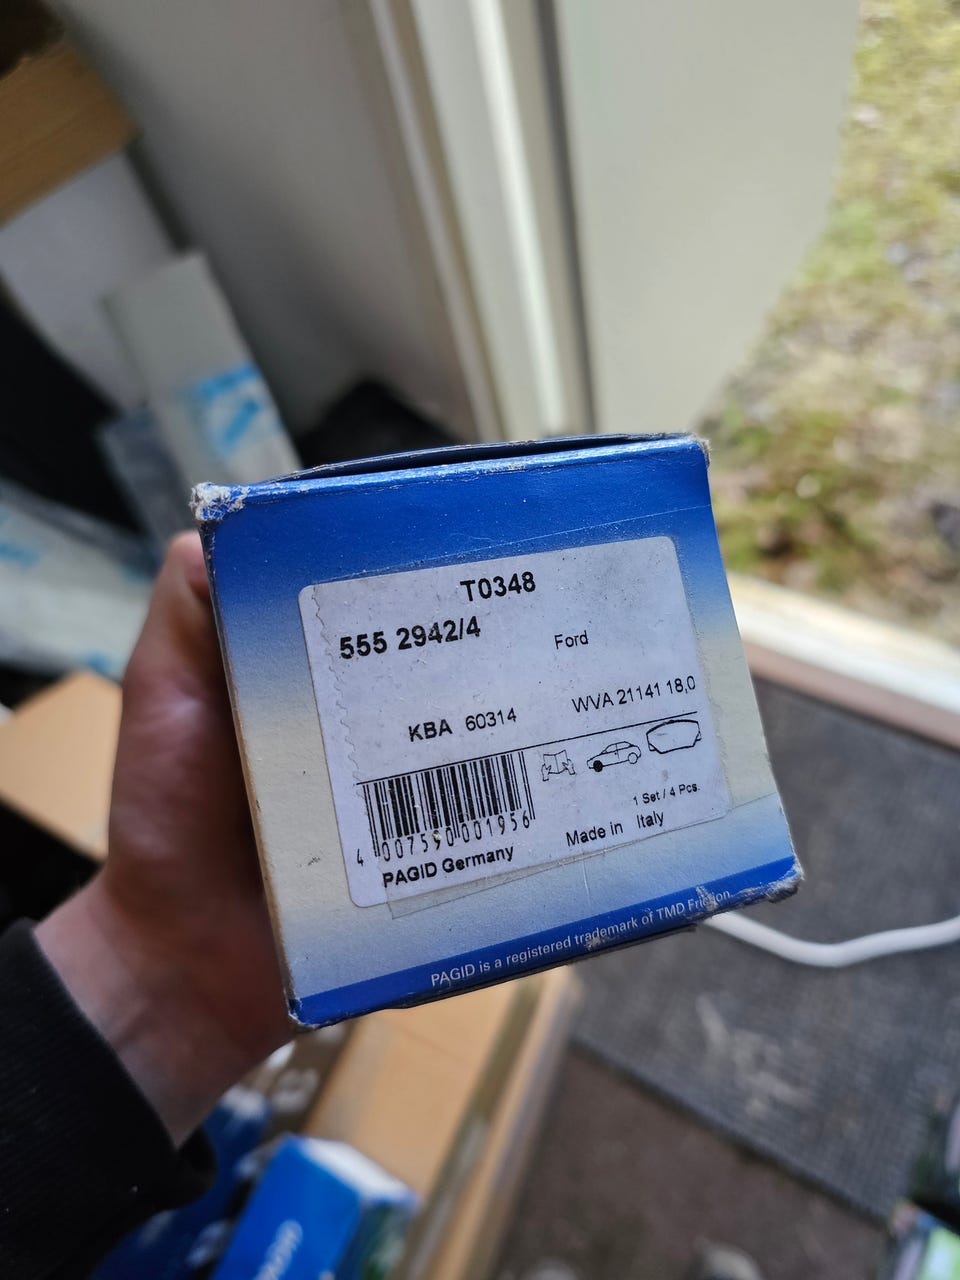 T0348
555 2942/4
Ford
KBA 60314
WVA 21141 18,0
1 Set / 4 Pcs.
4 007590 001956
Made in Italy
PAGID Germany
PAGID is a registered trademark of TMD Friction.